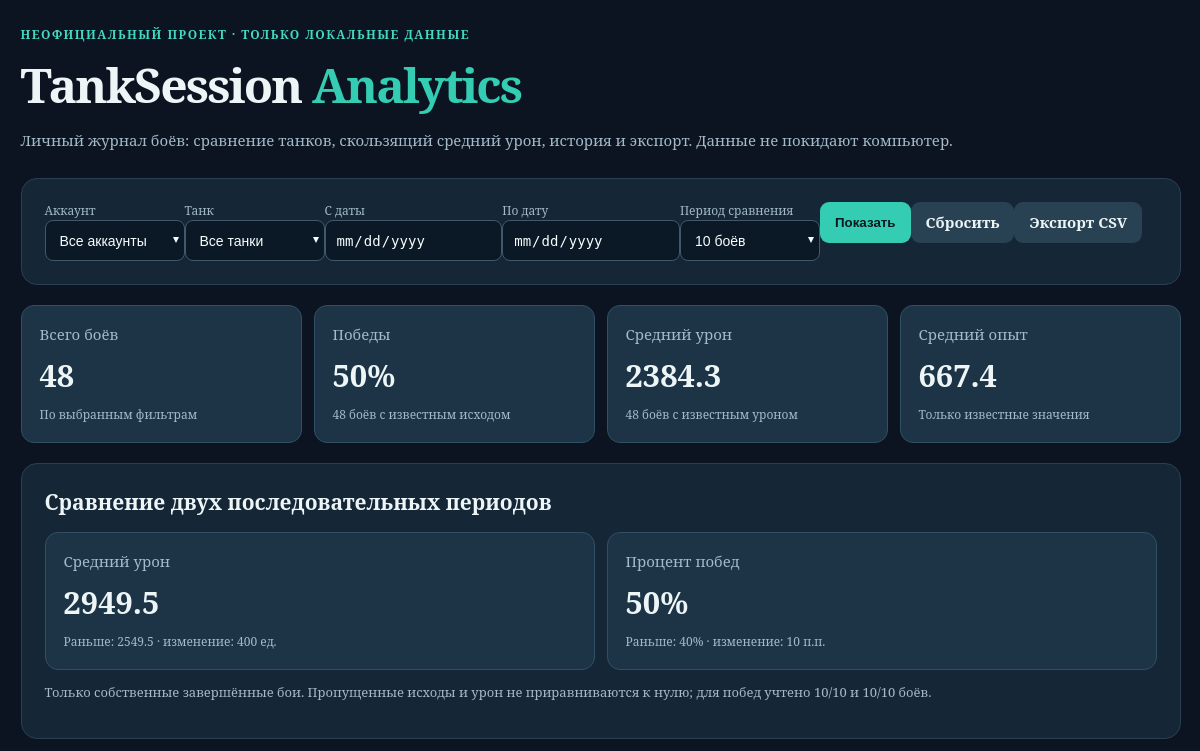 НЕОФИЦИАЛЬНЫЙ ПРОЕКТ · ТОЛЬКО ЛОКАЛЬНЫЕ ДАННЫЕ
TankSession Analytics
Личный журнал боёв: сравнение танков, скользящий средний урон, история и экспорт. Данные не покидают компьютер.
Аккаунт Танк С даты По дату Период сравнения
Все аккаунты Все танки mm/dd/yyyy mm/dd/yyyy 10 боёв Показать Сбросить Экспорт CSV
Всего боёв Победы Средний урон Средний опыт
48 50% 2384.3 667.4
По выбранным фильтрам 48 боёв с известным исходом 48 боёв с известным уроном Только известные значения
Сравнение двух последовательных периодов
Средний урон Процент побед
2949.5 50%
Раньше: 2549.5 · изменение: 400 ед. Раньше: 40% · изменение: 10 п.п.
Только собственные завершённые бои. Пропущенные исходы и урон не приравниваются к нулю; для побед учтено 10/10 и 10/10 боёв.